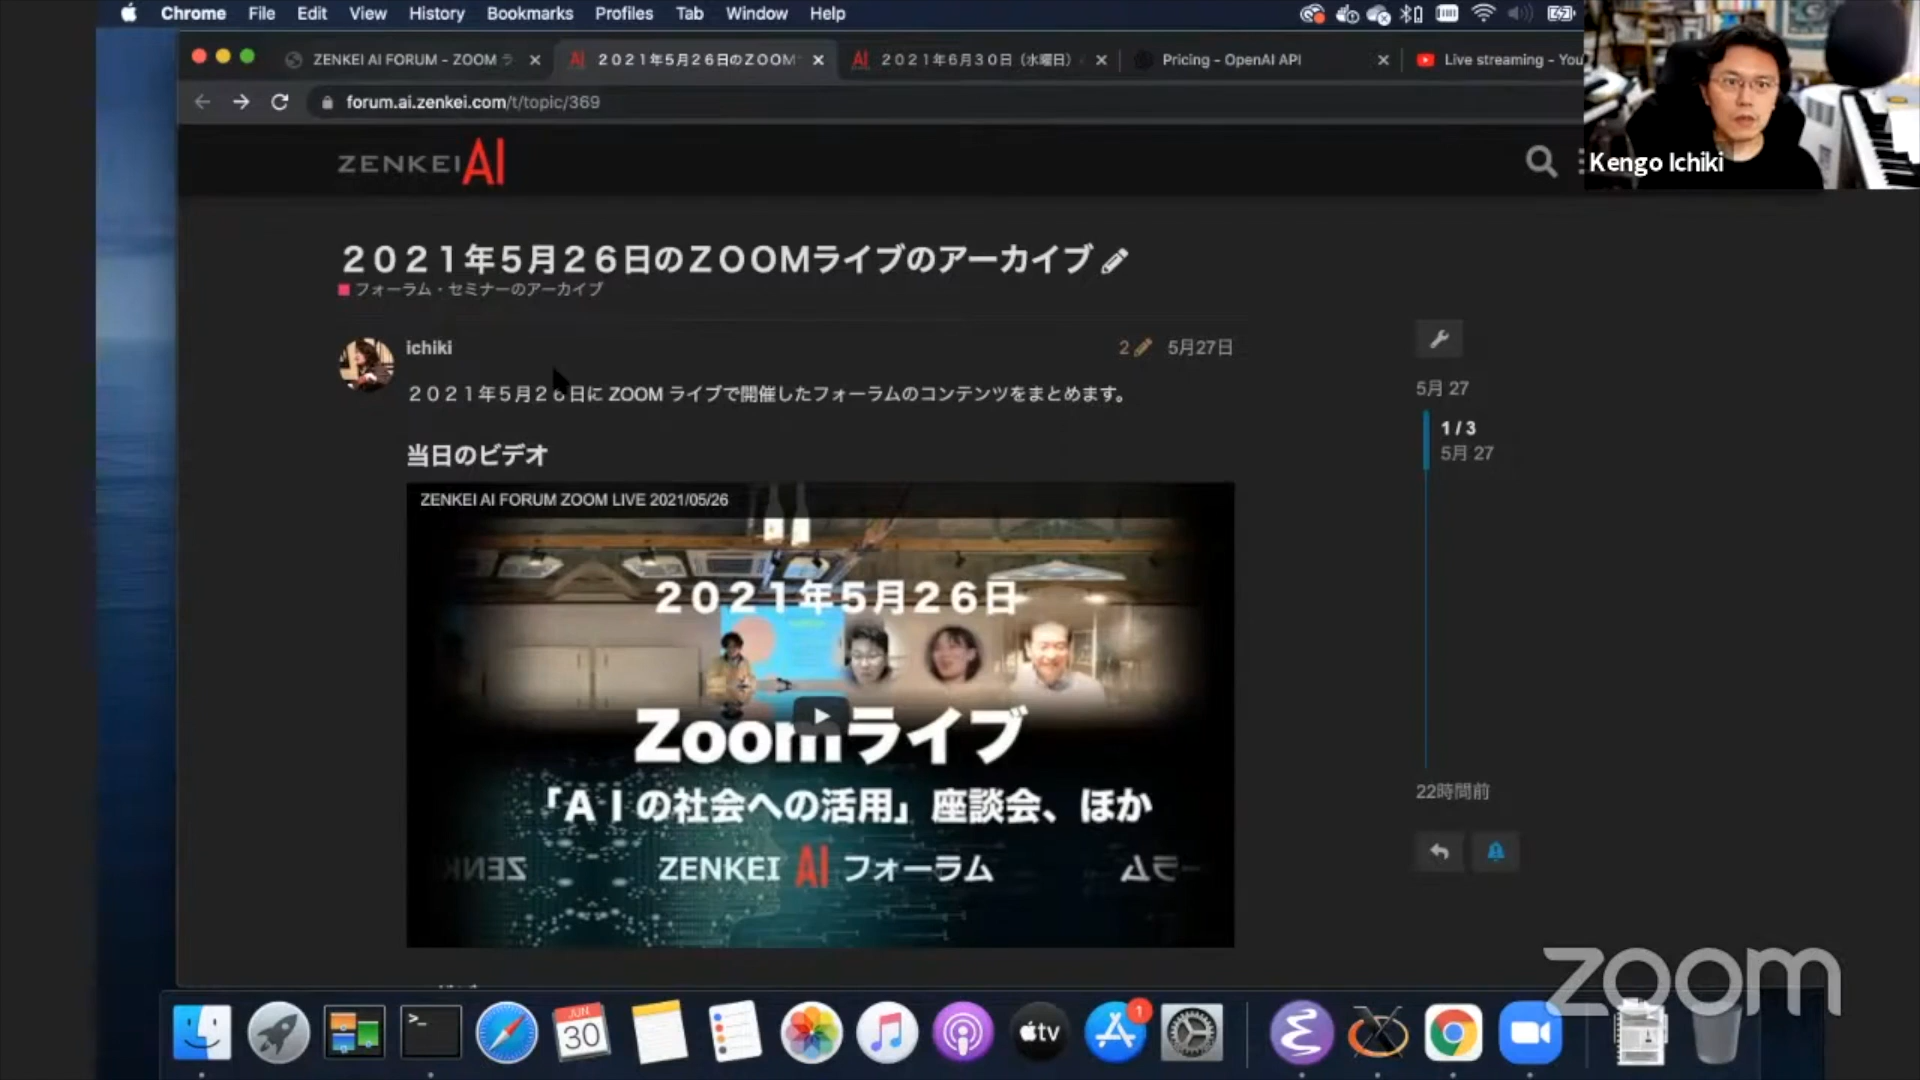 Chrome File Edit View History Bookmarks Profiles Tab Window Help
ZENKEI AI FORUM - ZOOM ラ
2021年5月26日のZOOM
2021年6月30日（水曜日）
Pricing - OpenAI API
Live streaming - You
forum.ai.zenkei.com/t/topic/369
Kengo Ichiki
ZENKEI AI
2021年5月26日のZOOMライブのアーカイブ
フォーラム・セミナーのアーカイブ
ichiki
2
5月27日
2021年5月26日に ZOOM ライブで開催したフォーラムのコンテンツをまとめます。
5月 27
1 / 3
5月 27
22時間前
当日のビデオ
ZENKEI AI FORUM ZOOM LIVE 2021/05/26
2021年5月26日
Zoomライブ
「AIの社会への活用」座談会、ほか
ZENKEI AI フォーラム
zoom
JUN
30
tv
1